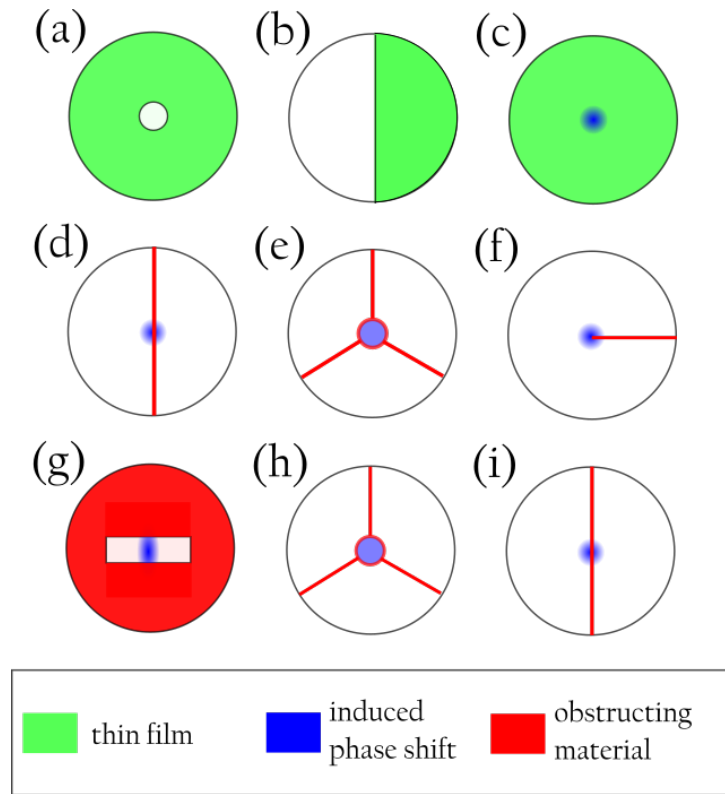 (a)
(b)
(c)
(d)
(e)
(f)
(g)
(h)
(i)
thin film
induced
phase shift
obstructing
material